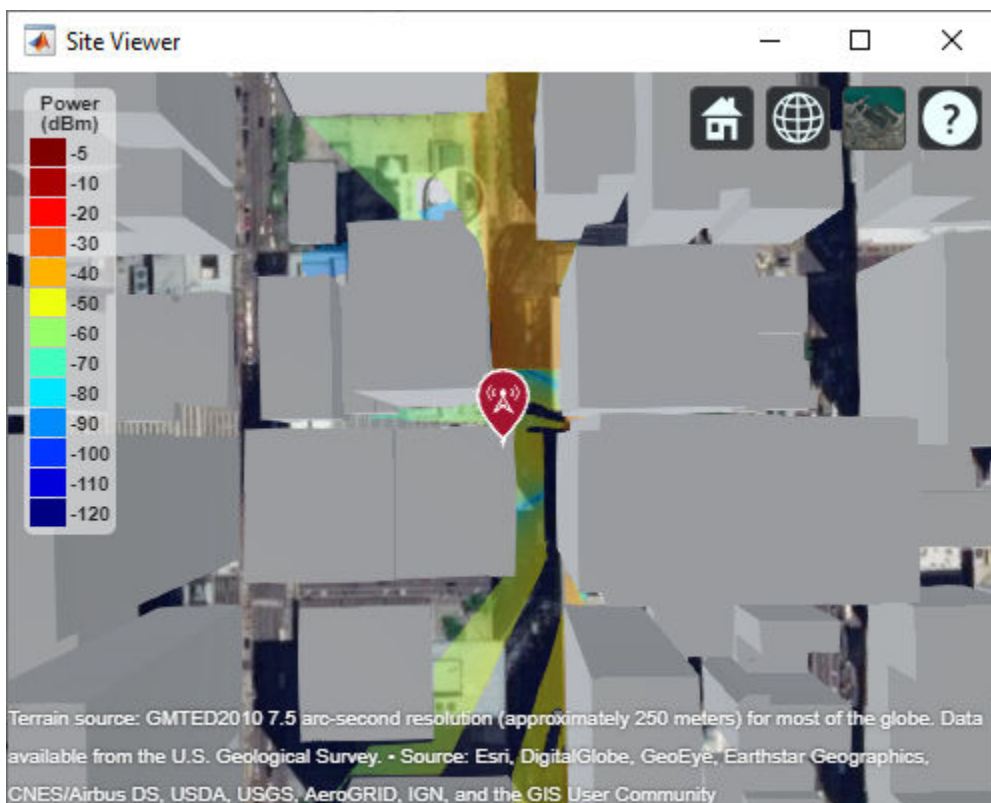 Site Viewer
Power
(dBm)
-5
-10
-20
-30
-40
-50
-60
-70
-80
-90
-100
-110
-120
?
Terrain source: GMTED2010 7.5 arc-second resolution (approximately 250 meters) for most of the globe. Data
available from the U.S. Geological Survey. • Source: Esri, DigitalGlobe, GeoEye, Earthstar Geographics,
CNES/Airbus DS, USDA, USGS, AeroGRID, IGN, and the GIS User Community